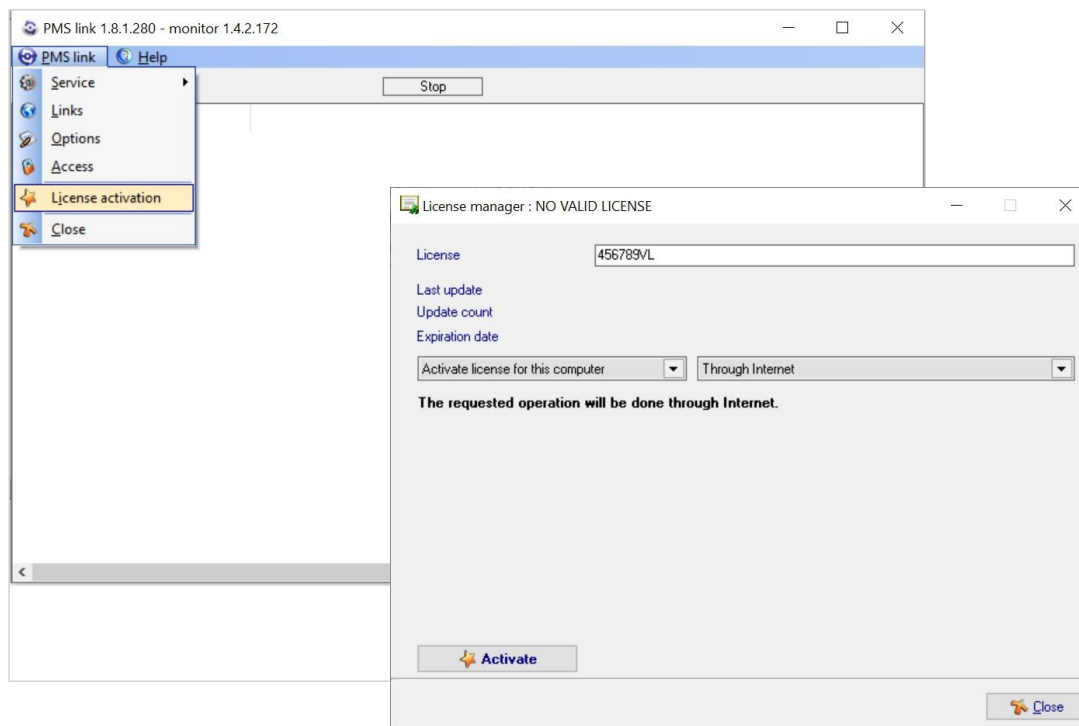 PMS link 1.8.1.280 - monitor 1.4.2.172
PMS link Help
Service
Stop
Links
Options
Access
License activation
Close
License manager : NO VALID LICENSE
License 456789VL
Last update
Update count
Expiration date
Activate license for this computer Through Internet
The requested operation will be done through Internet.
Activate
Close